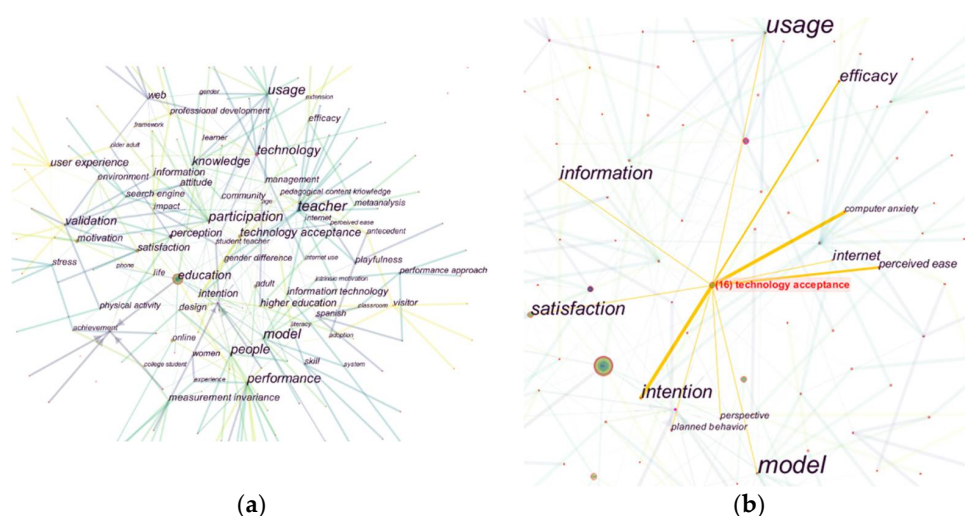 usage
web
gender
extension
professional development
efficacy
framework
learner
older adult
technology
user experience
knowledge
environment
information
management
attitude
search engine
community
pedagogical content knowledge
impact
age
metaanalysis
teacher
validation
participation
internet
perceived ease
motivation
perception
technology acceptance
antecedent
satisfaction
student teacher
stress
phone
gender difference
internet use
playfulness
life
education
intrinsic motivation
performance approach
adult
intention
information technology
physical activity
design
higher education
classroom
visitor
spanish
achievement
literacy
adoption
online
model
women
people
college student
skill
system
experience
performance
measurement invariance
(a)
usage
efficacy
information
computer anxiety
internet
perceived ease
(16) technology acceptance
satisfaction
intention
perspective
planned behavior
model
(b)